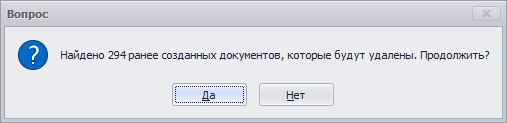 Вопрос
Найдено 294 ранее созданных документов, которые будут удалены. Продолжить?
Да
Нет